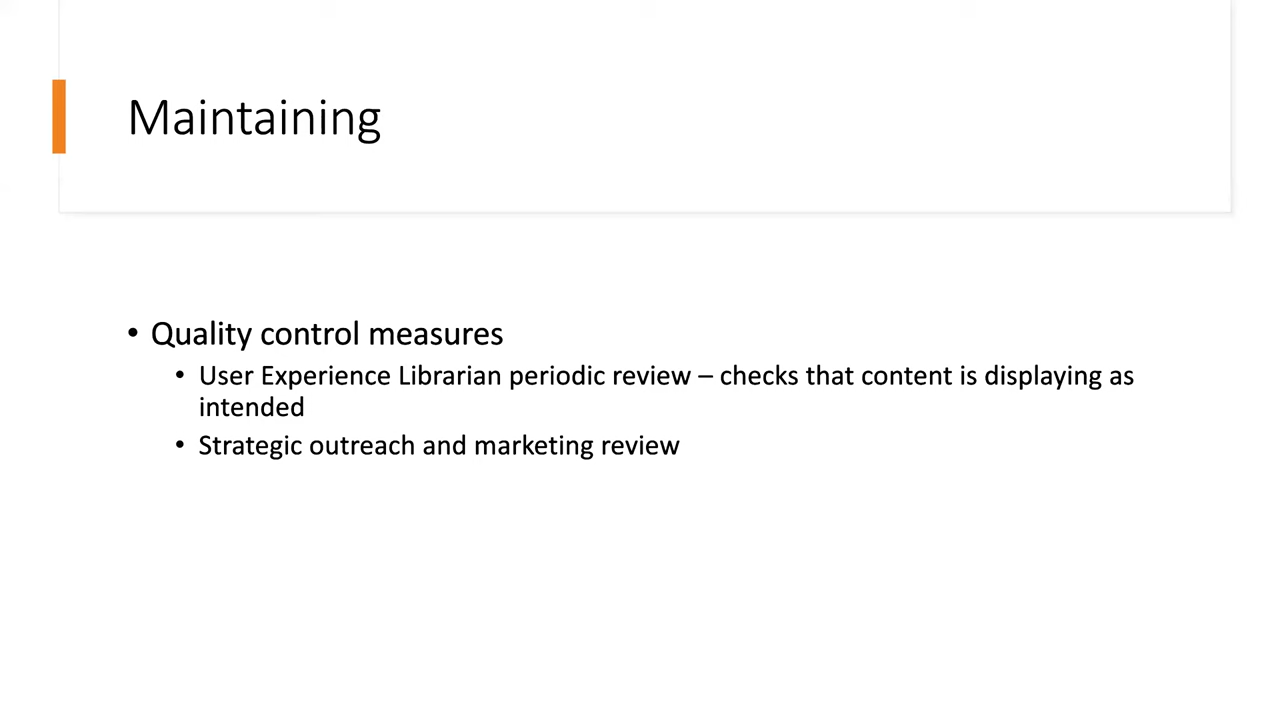 Maintaining
• Quality control measures
• User Experience Librarian periodic review – checks that content is displaying as
intended
• Strategic outreach and marketing review